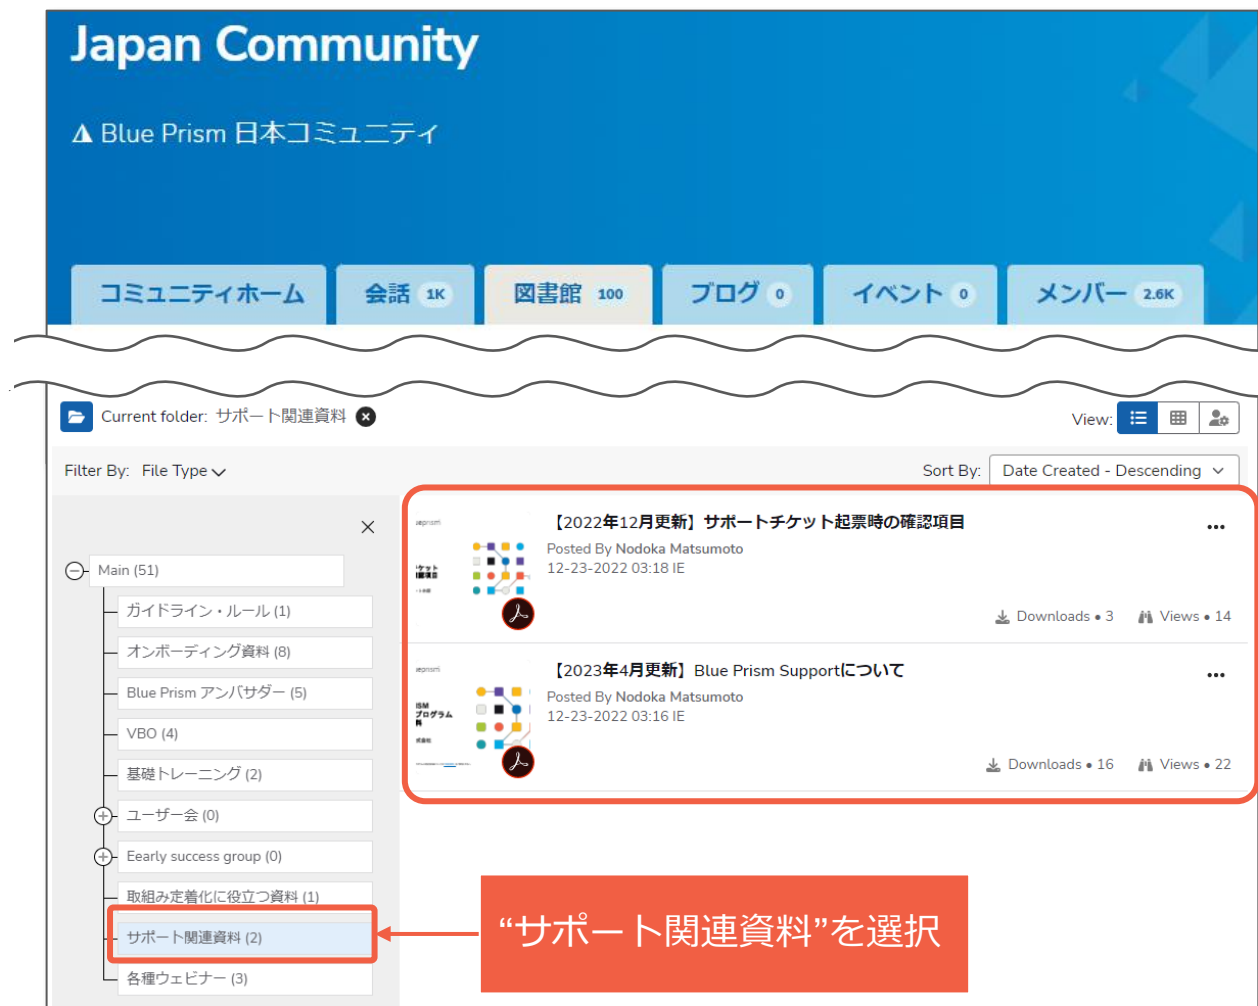 Japan Community
Blue Prism 日本コミュニティ
コミュニティホーム 会話 1K 図書館 100 ブログ 0 イベント 0 メンバー 2.6K
Current folder: サポート関連資料
View:
Filter By: File Type
Sort By: Date Created - Descending
Main (51)
ガイドライン・ルール (1)
オンボーディング資料 (8)
Blue Prism アンバサダー (5)
VBO (4)
基礎トレーニング (2)
ユーザー会 (0)
Eearly success group (0)
取組み定着化に役立つ資料 (1)
サポート関連資料 (2)
各種ウェビナー (3)
【2022年12月更新】サポートチケット起票時の確認項目
Posted By Nodoka Matsumoto
12-23-2022 03:18 IE
Downloads • 3 Views • 14
【2023年4月更新】Blue Prism Supportについて
Posted By Nodoka Matsumoto
12-23-2022 03:16 IE
Downloads • 16 Views • 22
“サポート関連資料”を選択